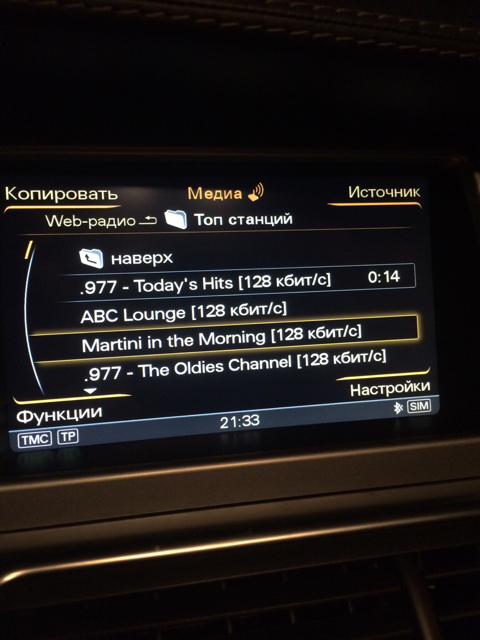 Копировать Медиа Источник
Web-радио Топ станций
наверх
.977 - Today's Hits [128 кбит/с] 0:14
ABC Lounge [128 кбит/с]
Martini in the Morning [128 кбит/с]
.977 - The Oldies Channel [128 кбит/с]
Функции Настройки
TMC TP 21:33 SIM